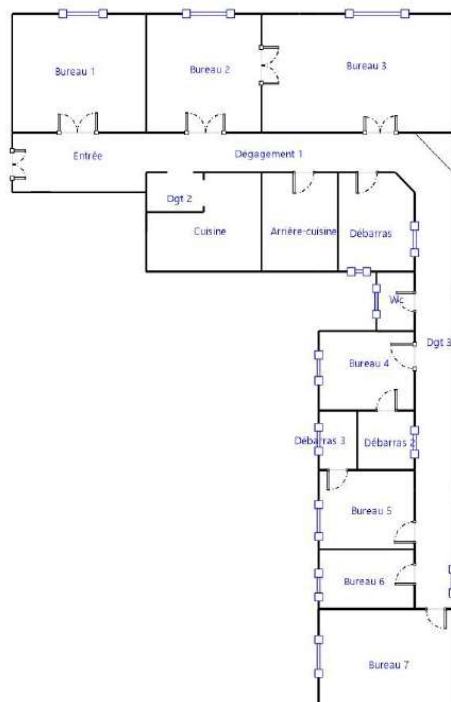 Bureau 1
Bureau 2
Bureau 3
Entrée
Dégagement 1
Dgt 2
Cuisine
Arrière-cuisine
Débarras
Wc
Dgt 3
Bureau 4
Débarras 3
Débarras 2
Bureau 5
Bureau 6
Bureau 7